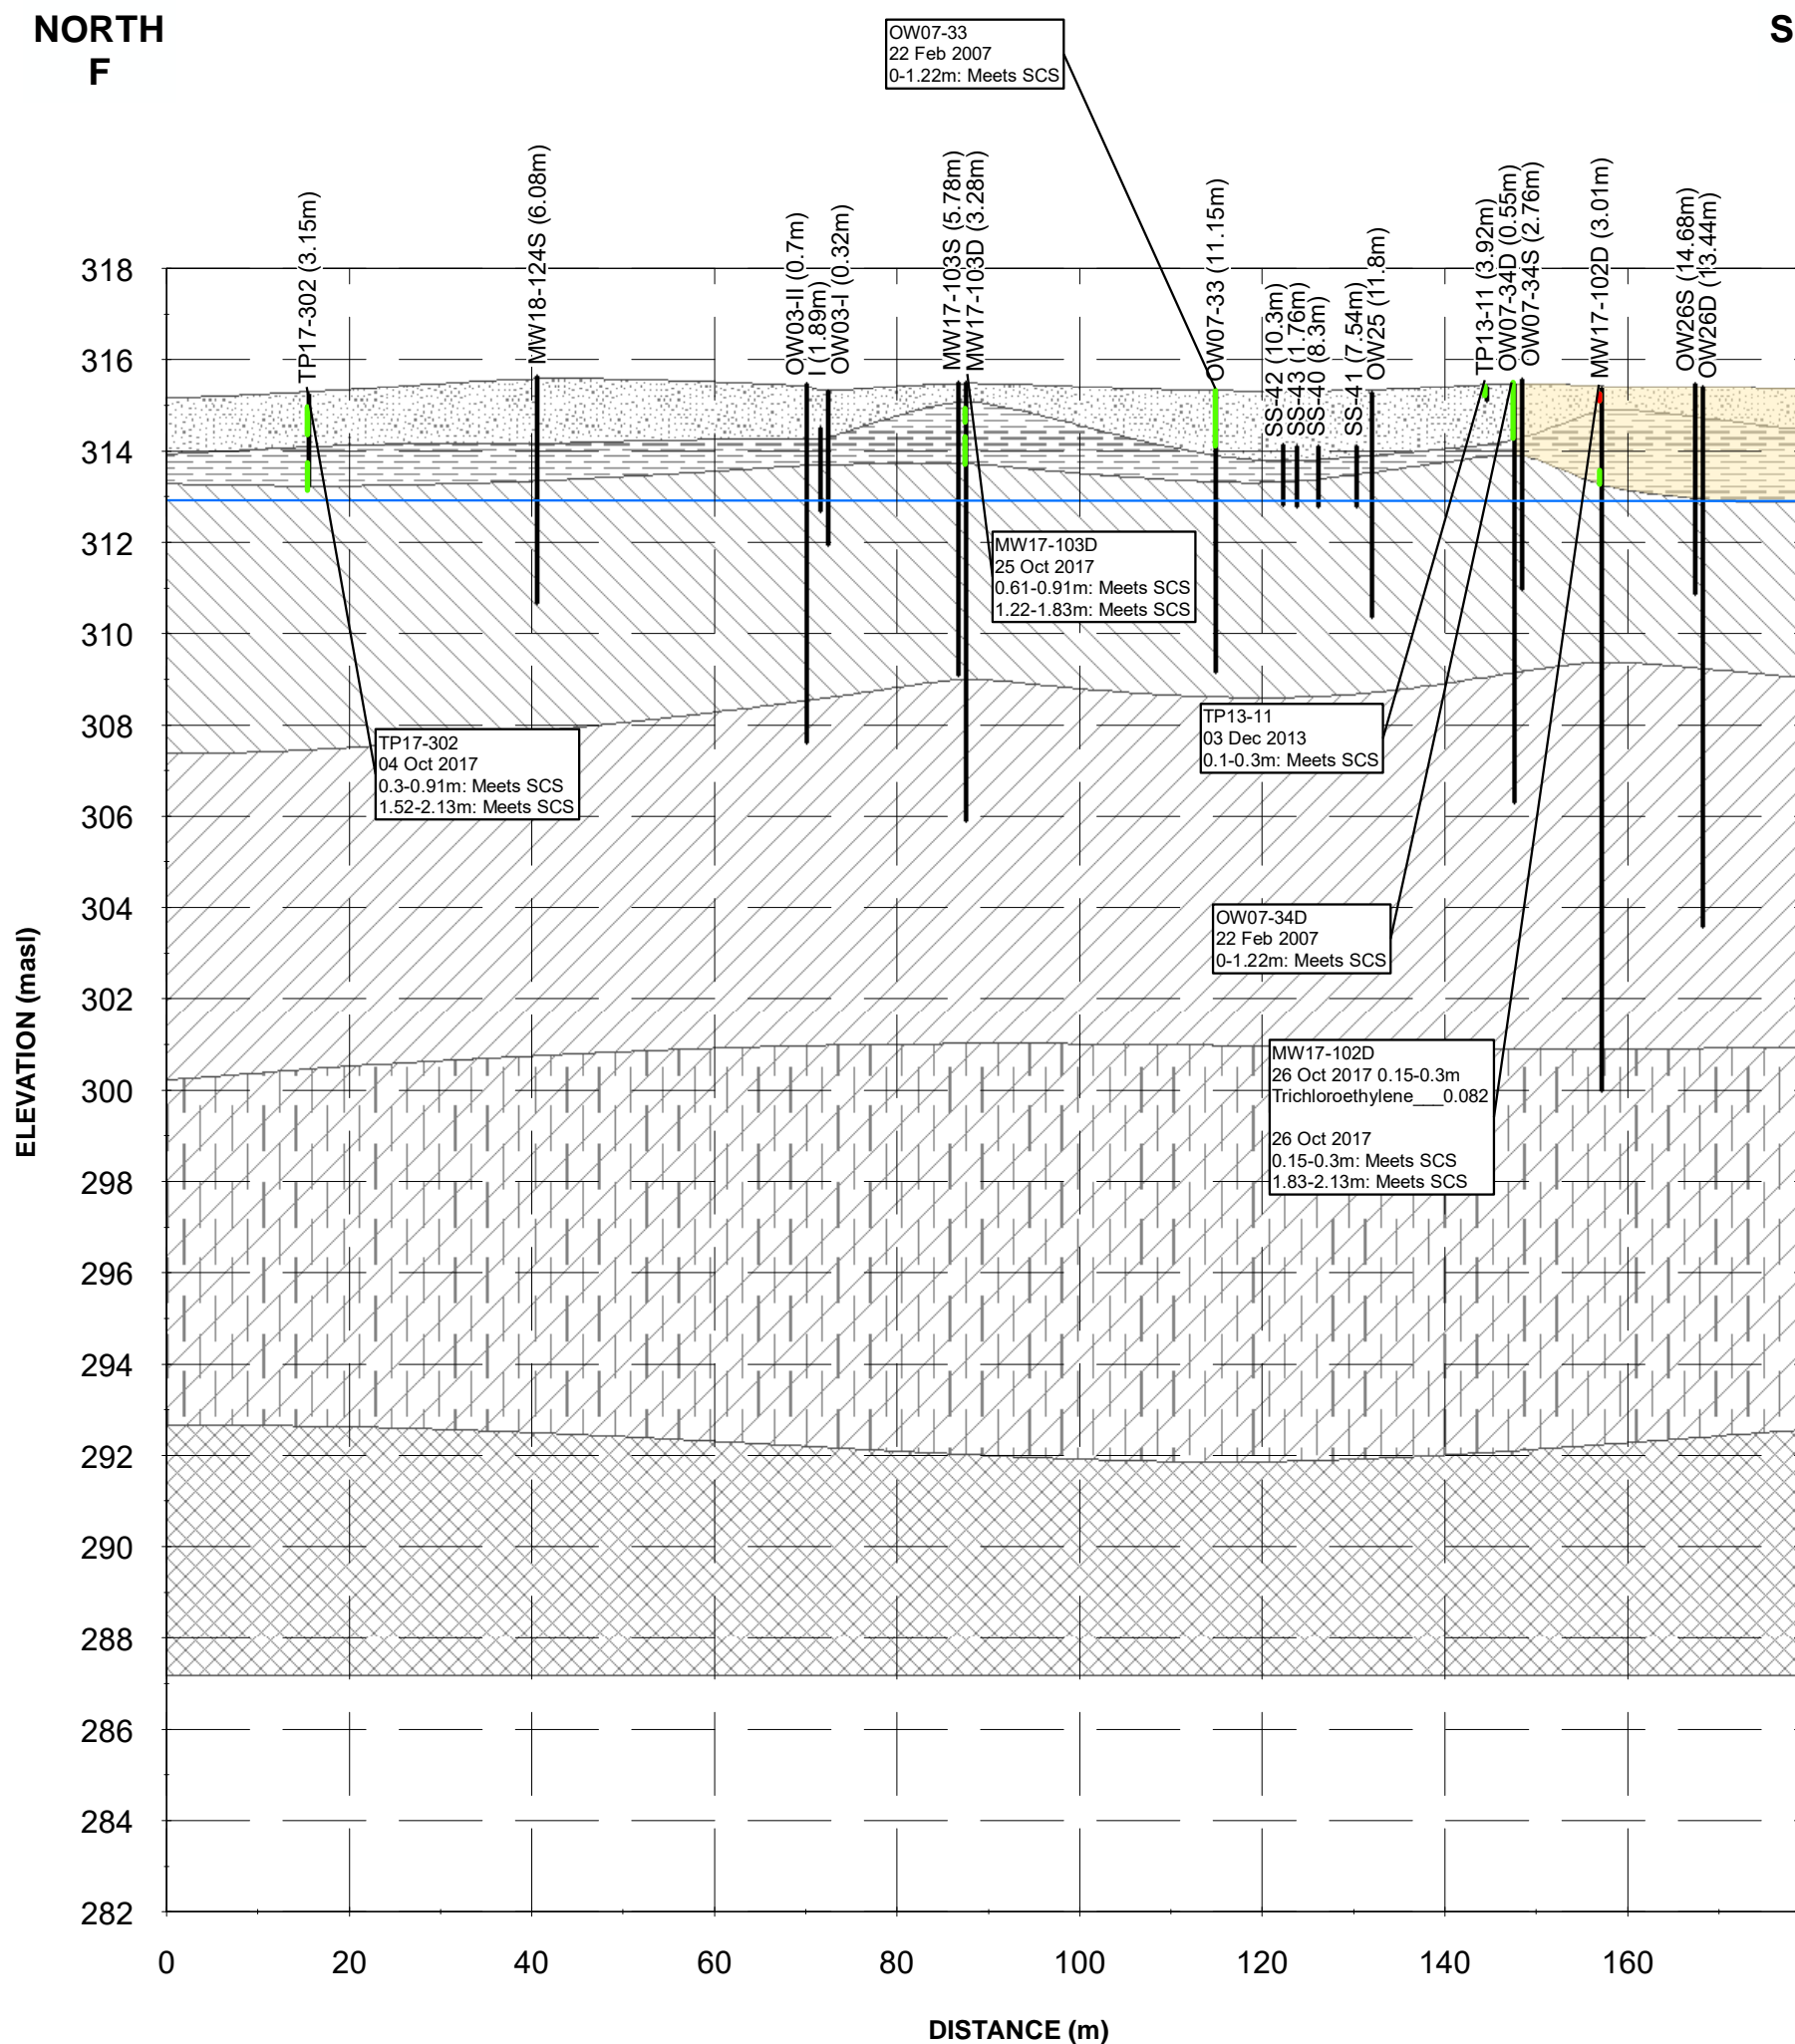 NORTH
F
S
OW07-33
22 Feb 2007
0-1.22m: Meets SCS
TP17-302 (3.15m)
MW18-124S (6.08m)
OW03-II (0.7m)
I (1.89m)
OW03-I (0.32m)
MW17-103S (5.78m)
MW17-103D (3.28m)
OW07-33 (11.15m)
SS-42 (10.3m)
SS-43 (1.76m)
SS-40 (8.3m)
SS-41 (7.54m)
OW25 (11.8m)
TP13-11 (3.92m)
OW07-34D (0.55m)
OW07-34S (2.76m)
MW17-102D (3.01m)
OW26S (14.68m)
OW26D (13.44m)
318
316
314
312
310
308
306
304
302
300
298
296
294
292
290
288
286
284
282
ELEVATION (masl)
MW17-103D
25 Oct 2017
0.61-0.91m: Meets SCS
1.22-1.83m: Meets SCS
TP17-302
04 Oct 2017
0.3-0.91m: Meets SCS
1.52-2.13m: Meets SCS
TP13-11
03 Dec 2013
0.1-0.3m: Meets SCS
OW07-34D
22 Feb 2007
0-1.22m: Meets SCS
MW17-102D
26 Oct 2017 0.15-0.3m
Trichloroethylene___0.082
26 Oct 2017
0.15-0.3m: Meets SCS
1.83-2.13m: Meets SCS
0 20 40 60 80 100 120 140 160
DISTANCE (m)